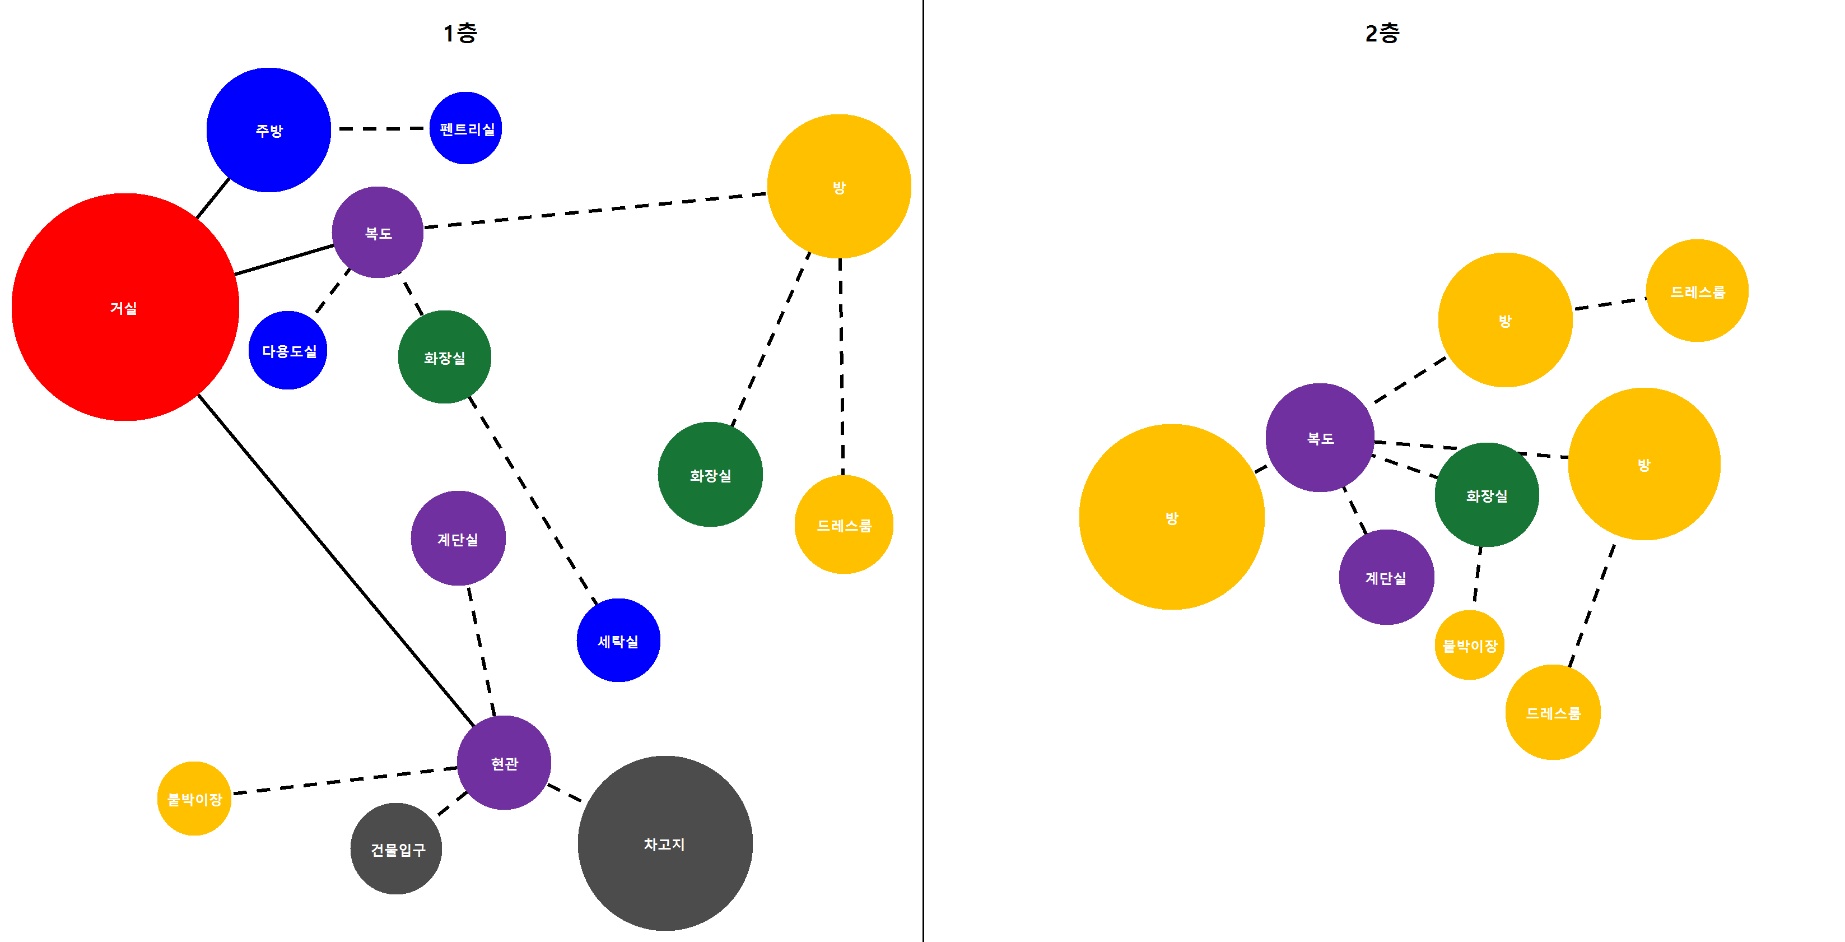 1층
주방
펜트리실
방
복도
거실
다용도실
화장실
화장실
드레스룸
계단실
세탁실
현관
붙박이장
건물입구
차고지
2층
드레스룸
방
복도
방
화장실
방
계단실
붙박이장
드레스룸